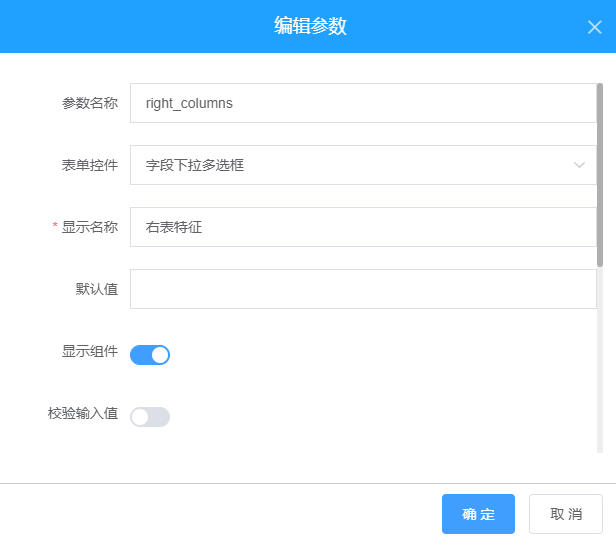 编辑参数
参数名称 right_columns
表单控件 字段下拉多选框
* 显示名称 右表特征
默认值
显示组件
校验输入值
确 定 取 消